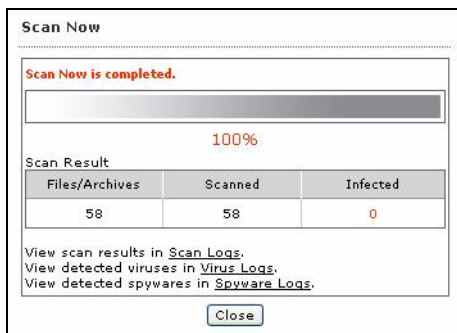 Scan Now
Scan Now is completed.
100%
Scan Result
Files/Archives Scanned Infected
58 58 0
View scan results in Scan Logs.
View detected viruses in Virus Logs.
View detected spywares in Spyware Logs.
Close